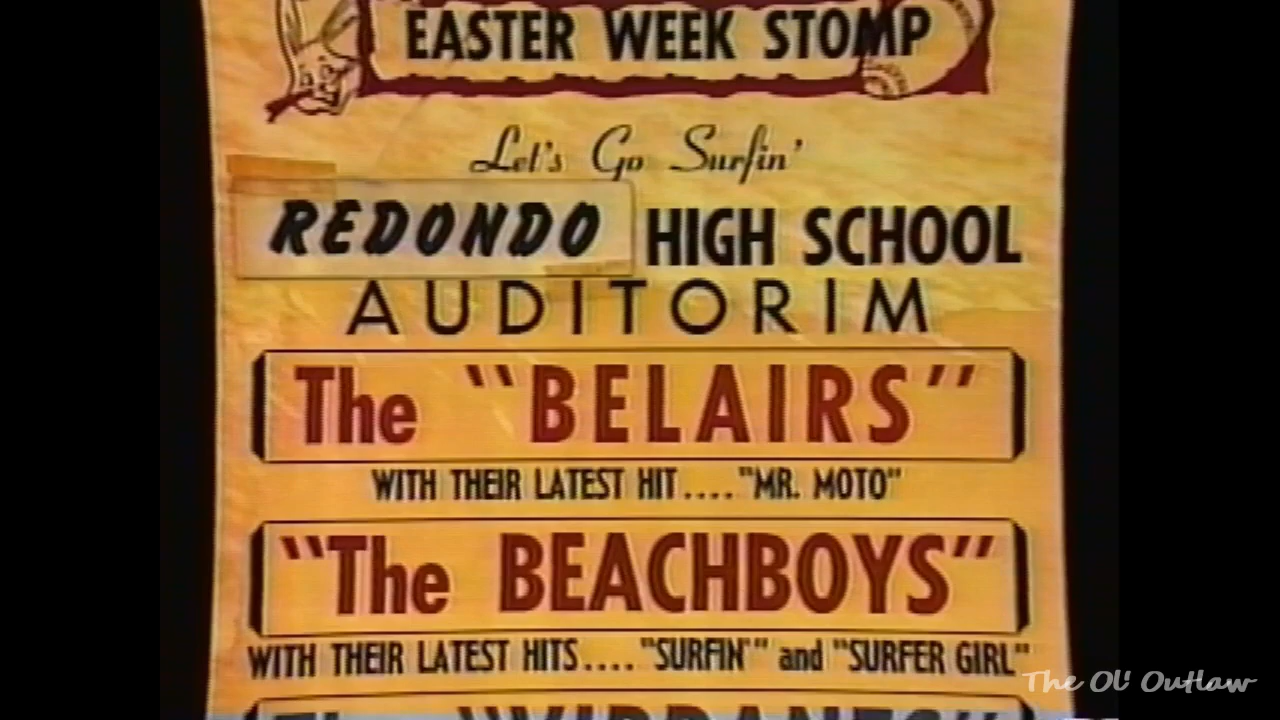 EASTER WEEK STOMP
Let's Go Surfin'
REDONDO HIGH SCHOOL
AUDITORIM
The "BELAIRS"
WITH THEIR LATEST HIT.... "MR. MOTO"
"The BEACHBOYS"
WITH THEIR LATEST HITS.... "SURFIN'" and "SURFER GIRL"
The Ol' Outlaw